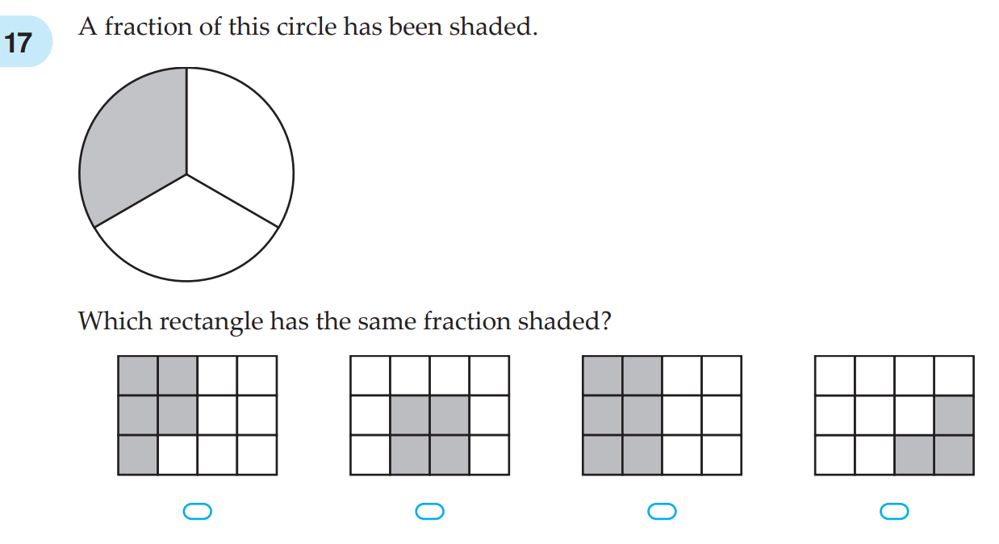 17
A fraction of this circle has been shaded.
Which rectangle has the same fraction shaded?